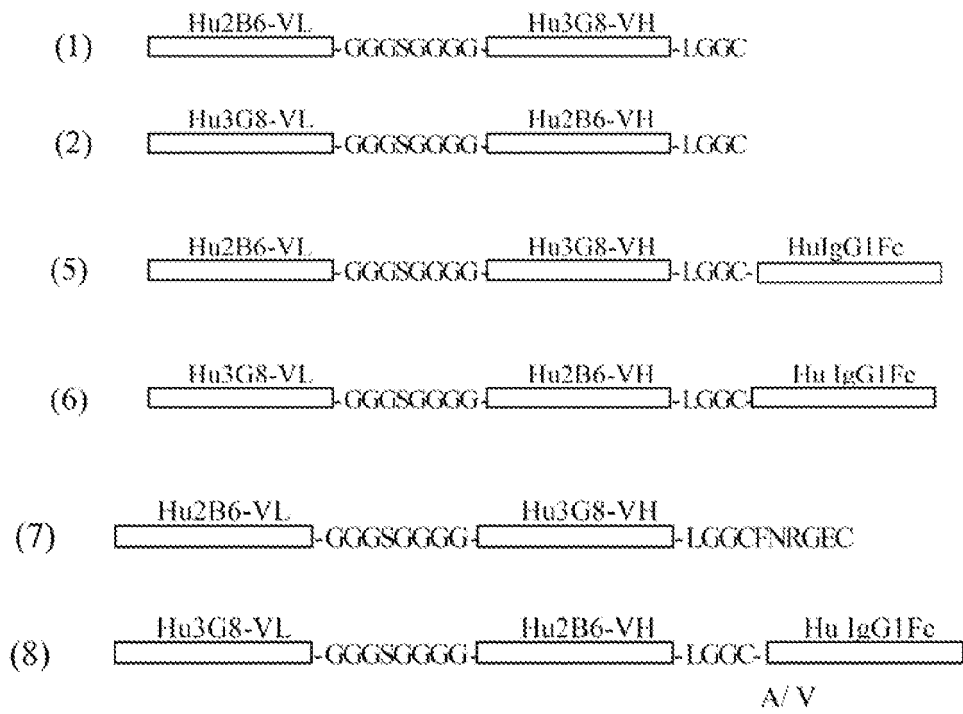 Hu2B6-VL Hu3G8-VH
(1) -GGGSGGGG- -LGGC
Hu3G8-VL Hu2B6-VH
(2) -GGGSGGGG- -LGGC
Hu2B6-VL Hu3G8-VH HuIgG1Fc
(5) -GGGSGGGG- -LGGC-
Hu3G8-VL Hu2B6-VH Hu IgG1Fc
(6) -GGGSGGGG- -LGGC-
Hu2B6-VL Hu3G8-VH
(7) -GGGSGGGG- -LGGCFNRGEC
Hu3G8-VL Hu2B6-VH Hu IgG1Fc
(8) -GGGSGGGG- -LGGC-
A/ V